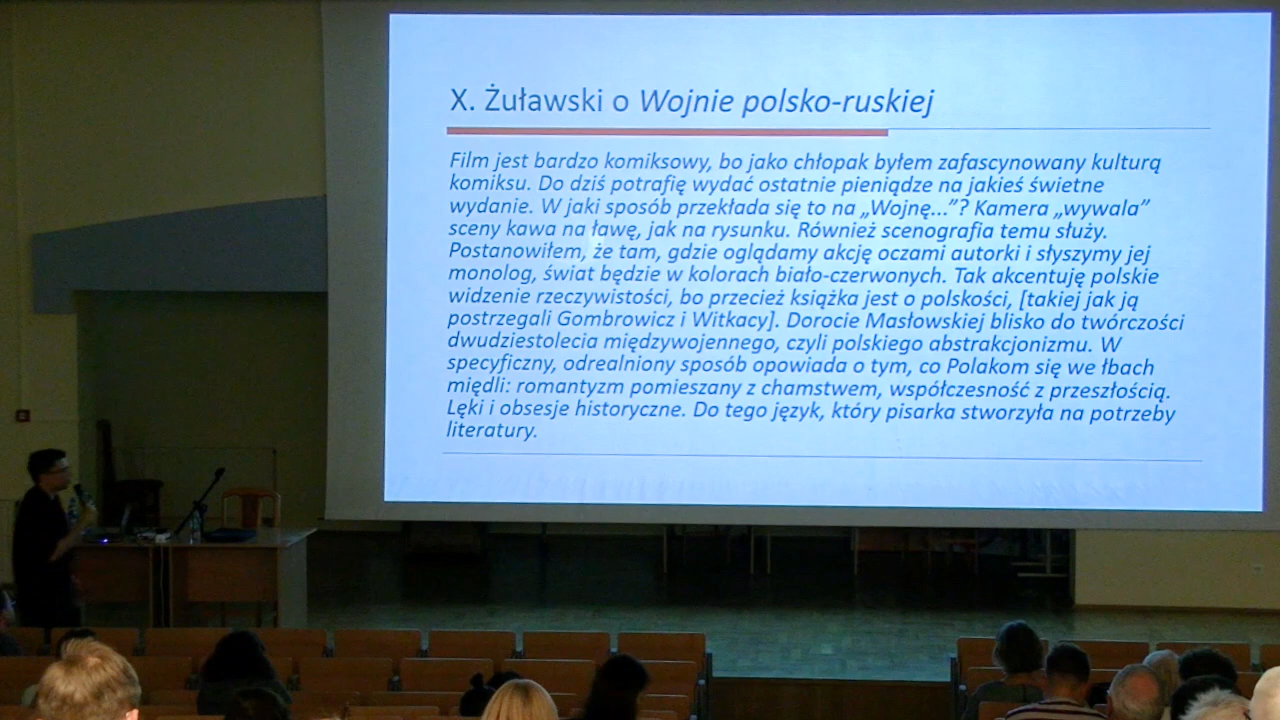 X. Żuławski o Wojnie polsko-ruskiej
Film jest bardzo komiksowy, bo jako chłopak byłem zafascynowany kulturą
komiksu. Do dziś potrafię wydać ostatnie pieniądze na jakieś świetne
wydanie. W jaki sposób przekłada się to na „Wojnę...”? Kamera „wywala”
sceny kawa na ławę, jak na rysunku. Również scenografia temu służy.
Postanowiłem, że tam, gdzie oglądamy akcję oczami autorki i słyszymy jej
monolog, świat będzie w kolorach biało-czerwonych. Tak akcentuję polskie
widzenie rzeczywistości, bo przecież książka jest o polskości, [takiej jak ją
postrzegali Gombrowicz i Witkacy]. Dorocie Masłowskiej blisko do twórczości
dwudziestolecia międzywojennego, czyli polskiego abstrakcjonizmu. W
specyficzny, odrealniony sposób opowiada o tym, co Polakom się we łbach
międli: romantyzm pomieszany z chamstwem, współczesność z przeszłością.
Lęki i obsesje historyczne. Do tego język, który pisarka stworzyła na potrzeby
literatury.